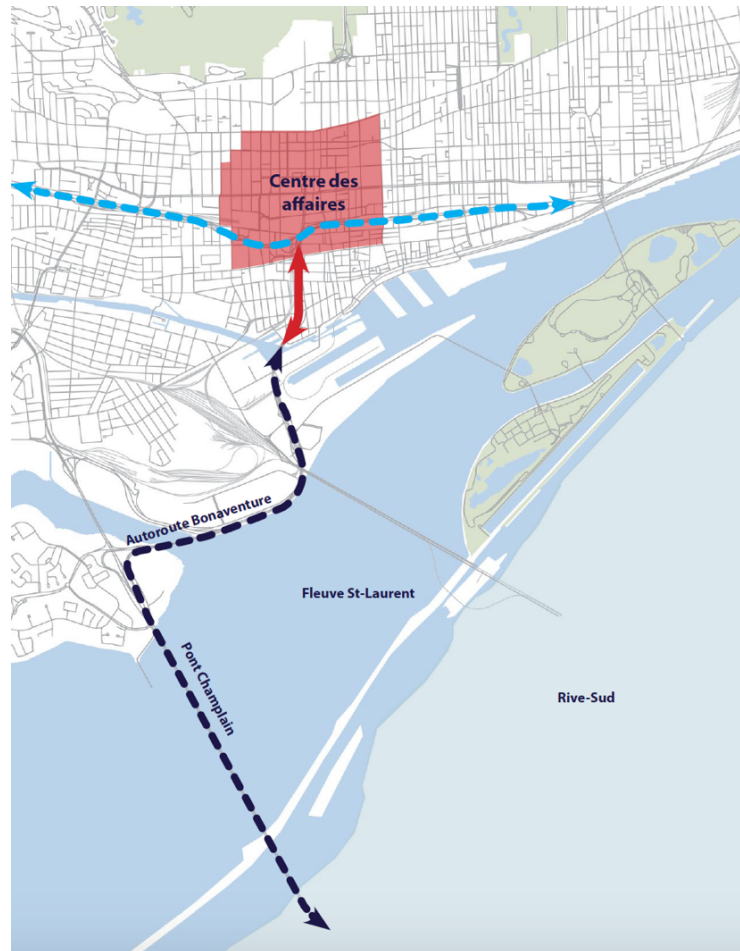 Centre des
affaires
Autoroute Bonaventure
Fleuve St-Laurent
Pont Champlain
Rive-Sud